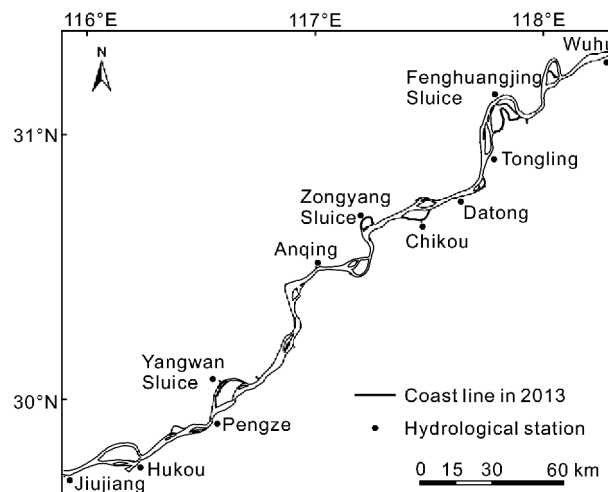 116°E
117°E
118°E
N
Wuhu
Fenghuangjing
Sluice
31°N
Tongling
Zongyang
Sluice
Datong
Chikou
Anqing
Yangwan
Sluice
30°N
Coast line in 2013
Pengze
Hydrological station
Hukou
Jiujiang
0 15 30 60 km